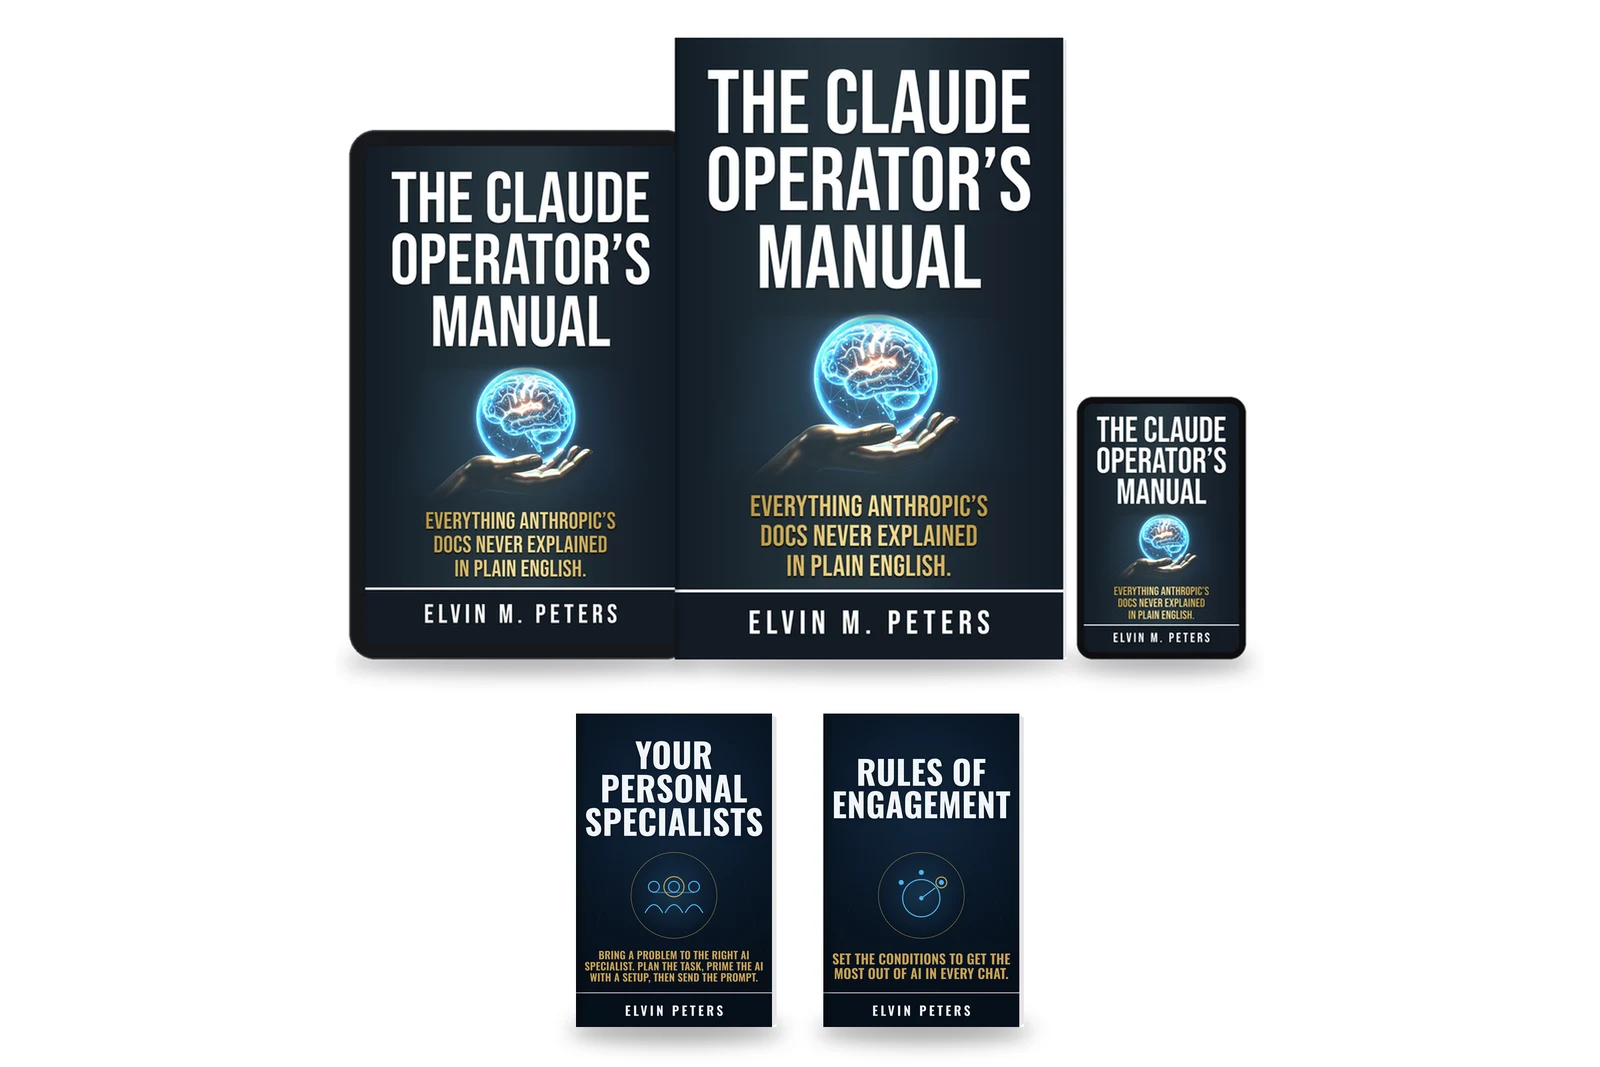 THE CLAUDE
OPERATOR'S
MANUAL
EVERYTHING ANTHROPIC'S
DOCS NEVER EXPLAINED
IN PLAIN ENGLISH.
ELVIN M. PETERS
THE CLAUDE
OPERATOR'S
MANUAL
EVERYTHING ANTHROPIC'S
DOCS NEVER EXPLAINED
IN PLAIN ENGLISH.
ELVIN M. PETERS
THE CLAUDE
OPERATOR'S
MANUAL
EVERYTHING ANTHROPIC'S
DOCS NEVER EXPLAINED
IN PLAIN ENGLISH.
ELVIN M. PETERS
YOUR
PERSONAL
SPECIALISTS
BRING A PROBLEM TO THE RIGHT AI
SPECIALIST. PLAN THE TASK, PRIME THE AI
WITH A SETUP, THEN SEND THE PROMPT.
ELVIN PETERS
RULES OF
ENGAGEMENT
SET THE CONDITIONS TO GET THE
MOST OUT OF AI IN EVERY CHAT.
ELVIN PETERS